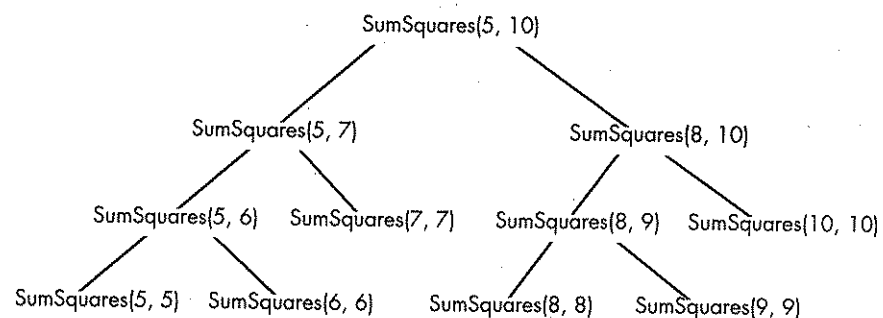 SumSquares(5, 10)
SumSquares(5, 7) SumSquares(8, 10)
SumSquares(5, 6) SumSquares(7, 7) SumSquares(8, 9) SumSquares(10, 10)
SumSquares(5, 5) SumSquares(6, 6) SumSquares(8, 8) SumSquares(9, 9)